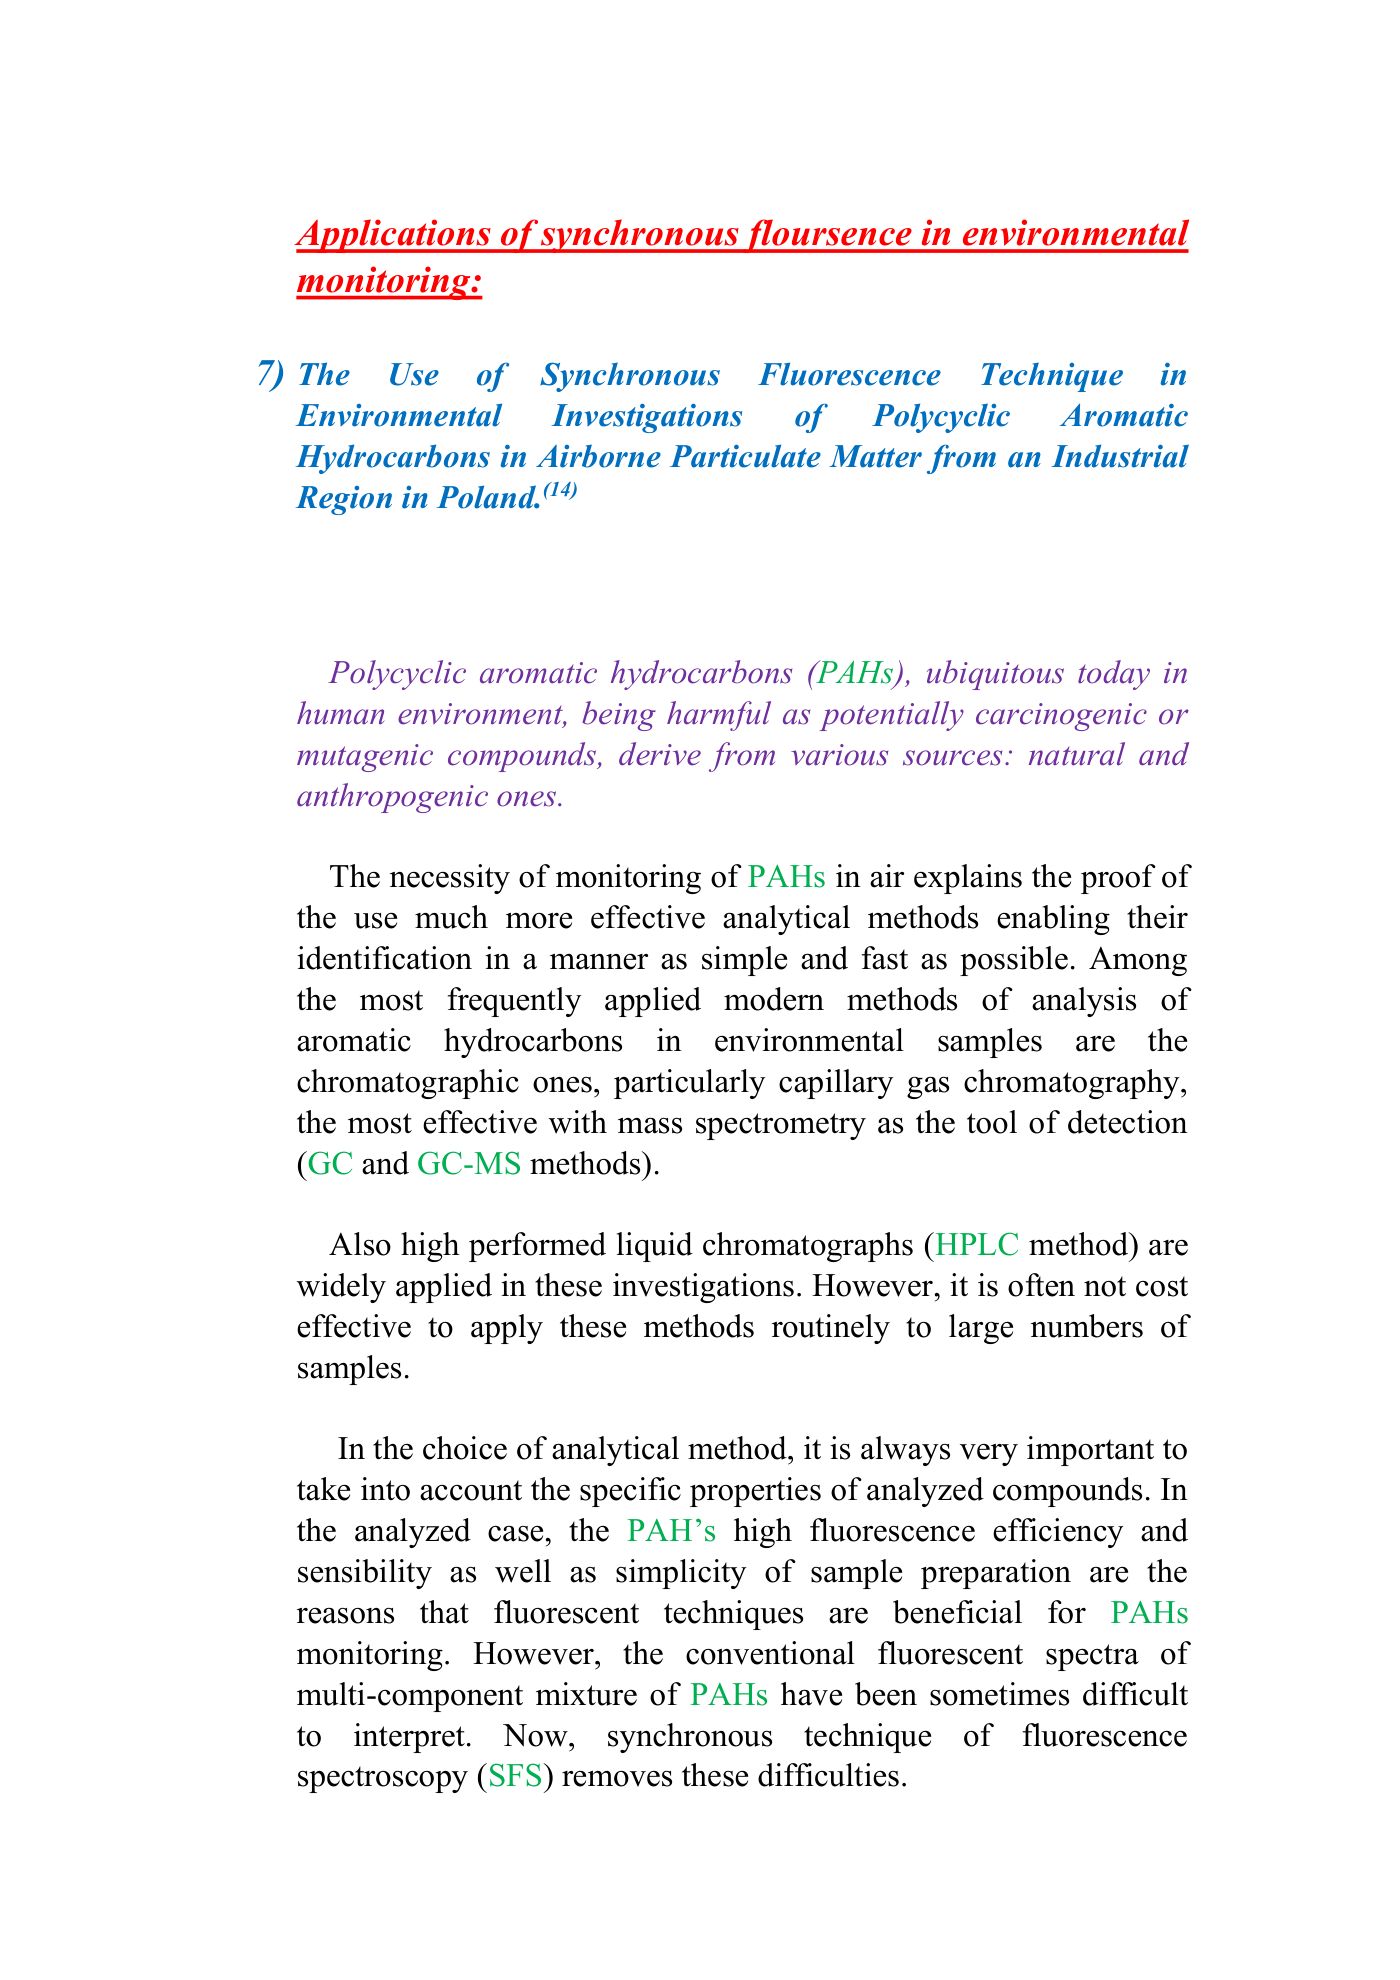 Applications of synchronous floursence in environmental
monitoring:
7) The Use of Synchronous Fluorescence Technique in
Environmental Investigations of Polycyclic Aromatic
Hydrocarbons in Airborne Particulate Matter from an Industrial
Region in Poland.(14)
Polycyclic aromatic hydrocarbons (PAHs), ubiquitous today in
human environment, being harmful as potentially carcinogenic or
mutagenic compounds, derive from various sources: natural and
anthropogenic ones.
The necessity of monitoring of PAHs in air explains the proof of
the use much more effective analytical methods enabling their
identification in a manner as simple and fast as possible. Among
the most frequently applied modern methods of analysis of
aromatic hydrocarbons in environmental samples are the
chromatographic ones, particularly capillary gas chromatography,
the most effective with mass spectrometry as the tool of detection
(GC and GC-MS methods).
Also high performed liquid chromatographs (HPLC method) are
widely applied in these investigations. However, it is often not cost
effective to apply these methods routinely to large numbers of
samples.
In the choice of analytical method, it is always very important to
take into account the specific properties of analyzed compounds. In
the analyzed case, the PAH’s high fluorescence efficiency and
sensibility as well as simplicity of sample preparation are the
reasons that fluorescent techniques are beneficial for PAHs
monitoring. However, the conventional fluorescent spectra of
multi-component mixture of PAHs have been sometimes difficult
to interpret. Now, synchronous technique of fluorescence
spectroscopy (SFS) removes these difficulties.